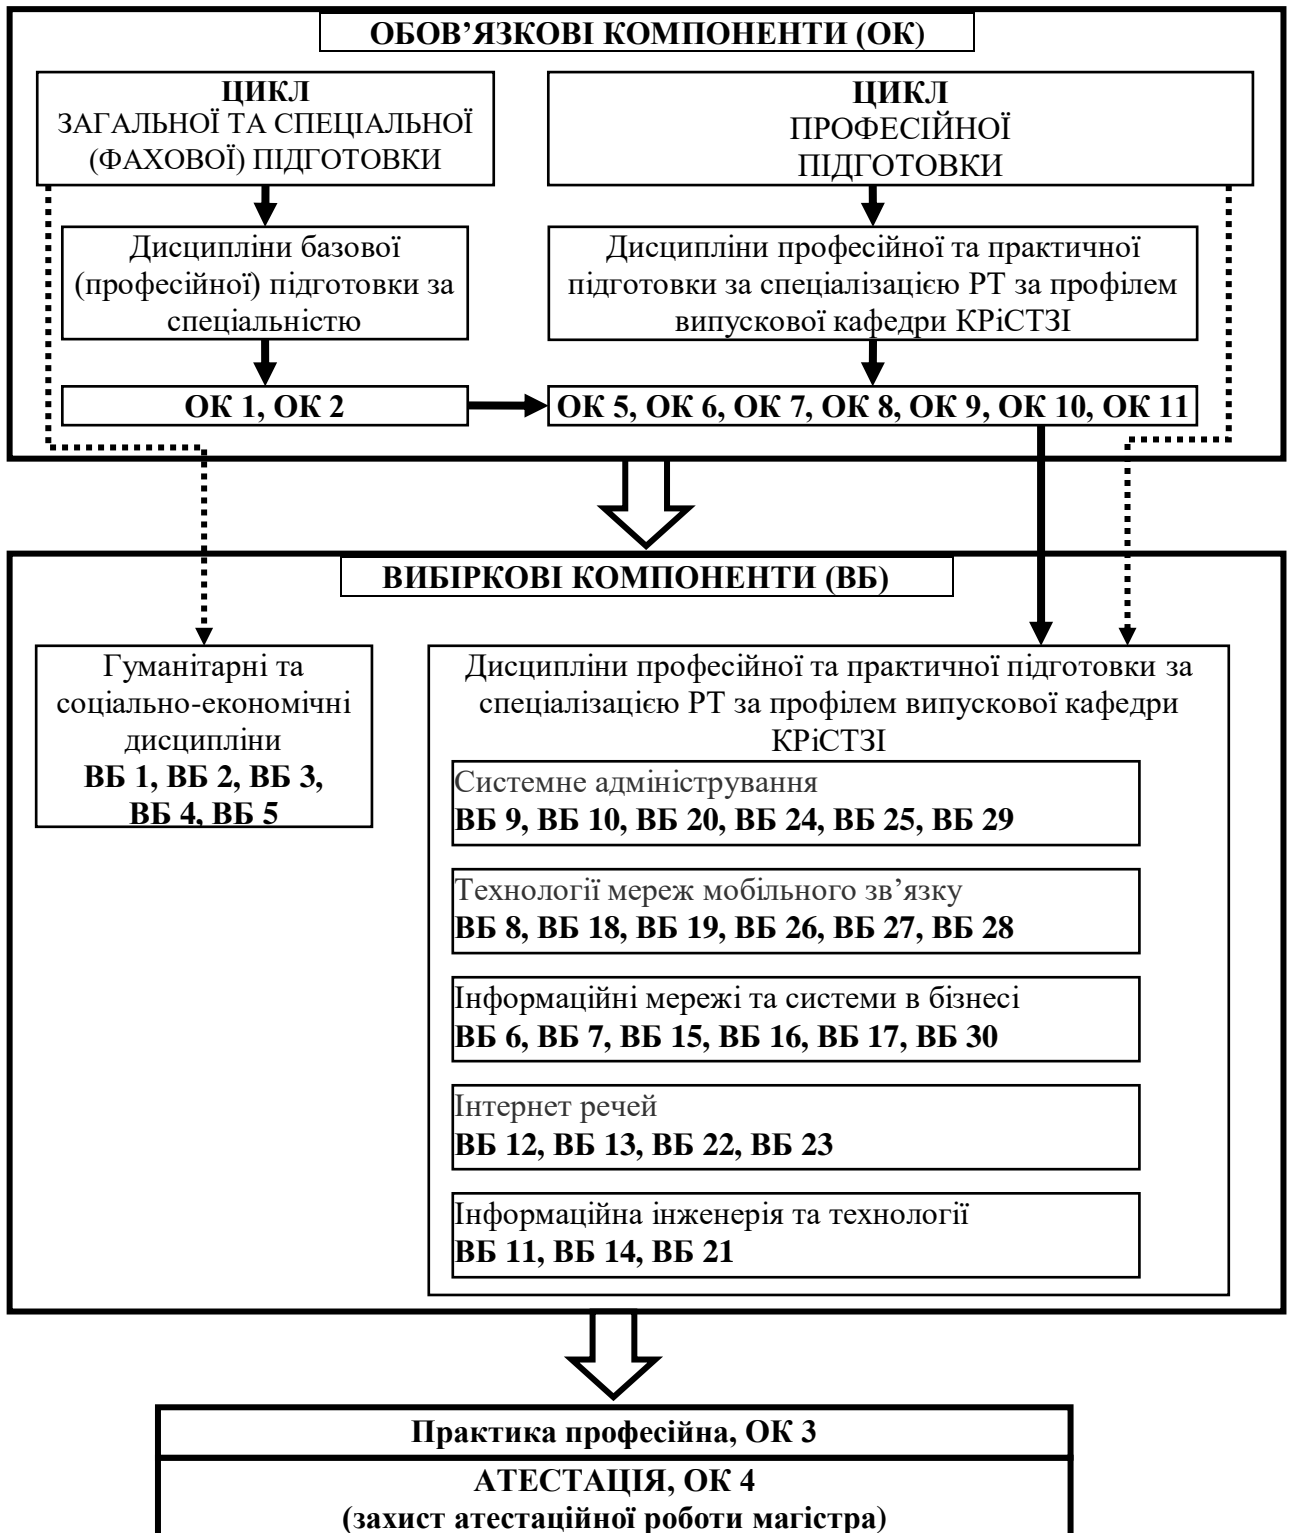 ОБОВ’ЯЗКОВІ КОМПОНЕНТИ (ОК)
ЦИКЛ
ЗАГАЛЬНОЇ ТА СПЕЦІАЛЬНОЇ
(ФАХОВОЇ) ПІДГОТОВКИ
ЦИКЛ
ПРОФЕСІЙНОЇ
ПІДГОТОВКИ
Дисципліни базової
(професійної) підготовки за
спеціальністю
Дисципліни професійної та практичної
підготовки за спеціалізацією РТ за профілем
випускової кафедри КРіСТЗІ
ОК 1, ОК 2
ОК 5, ОК 6, ОК 7, ОК 8, ОК 9, ОК 10, ОК 11
ВИБІРКОВІ КОМПОНЕНТИ (ВБ)
Гуманітарні та
соціально-економічні
дисципліни
ВБ 1, ВБ 2, ВБ 3,
ВБ 4, ВБ 5
Дисципліни професійної та практичної підготовки за
спеціалізацією РТ за профілем випускової кафедри
КРіСТЗІ
Системне адміністрування
ВБ 9, ВБ 10, ВБ 20, ВБ 24, ВБ 25, ВБ 29
Технології мереж мобільного зв’язку
ВБ 8, ВБ 18, ВБ 19, ВБ 26, ВБ 27, ВБ 28
Інформаційні мережі та системи в бізнесі
ВБ 6, ВБ 7, ВБ 15, ВБ 16, ВБ 17, ВБ 30
Інтернет речей
ВБ 12, ВБ 13, ВБ 22, ВБ 23
Інформаційна інженерія та технології
ВБ 11, ВБ 14, ВБ 21
Практика професійна, ОК 3
АТЕСТАЦІЯ, ОК 4
(захист атестаційної роботи магістра)